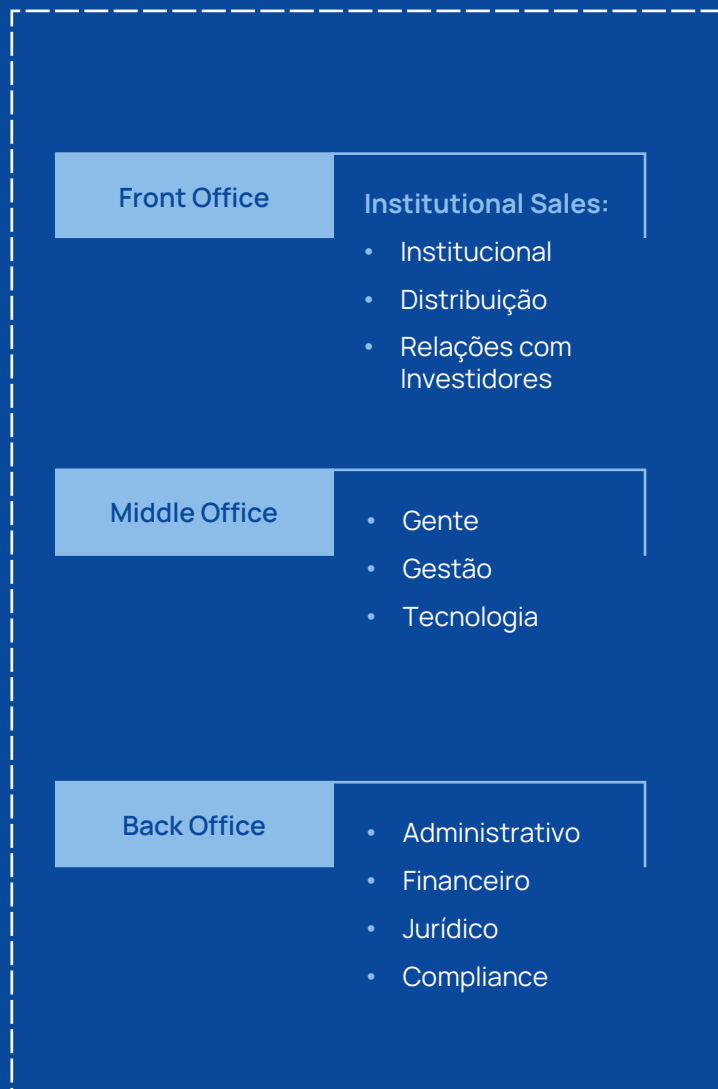 Front Office
Institutional Sales:
• Institucional
• Distribuição
• Relações com
Investidores
Middle Office
• Gente
• Gestão
• Tecnologia
Back Office
• Administrativo
• Financeiro
• Jurídico
• Compliance